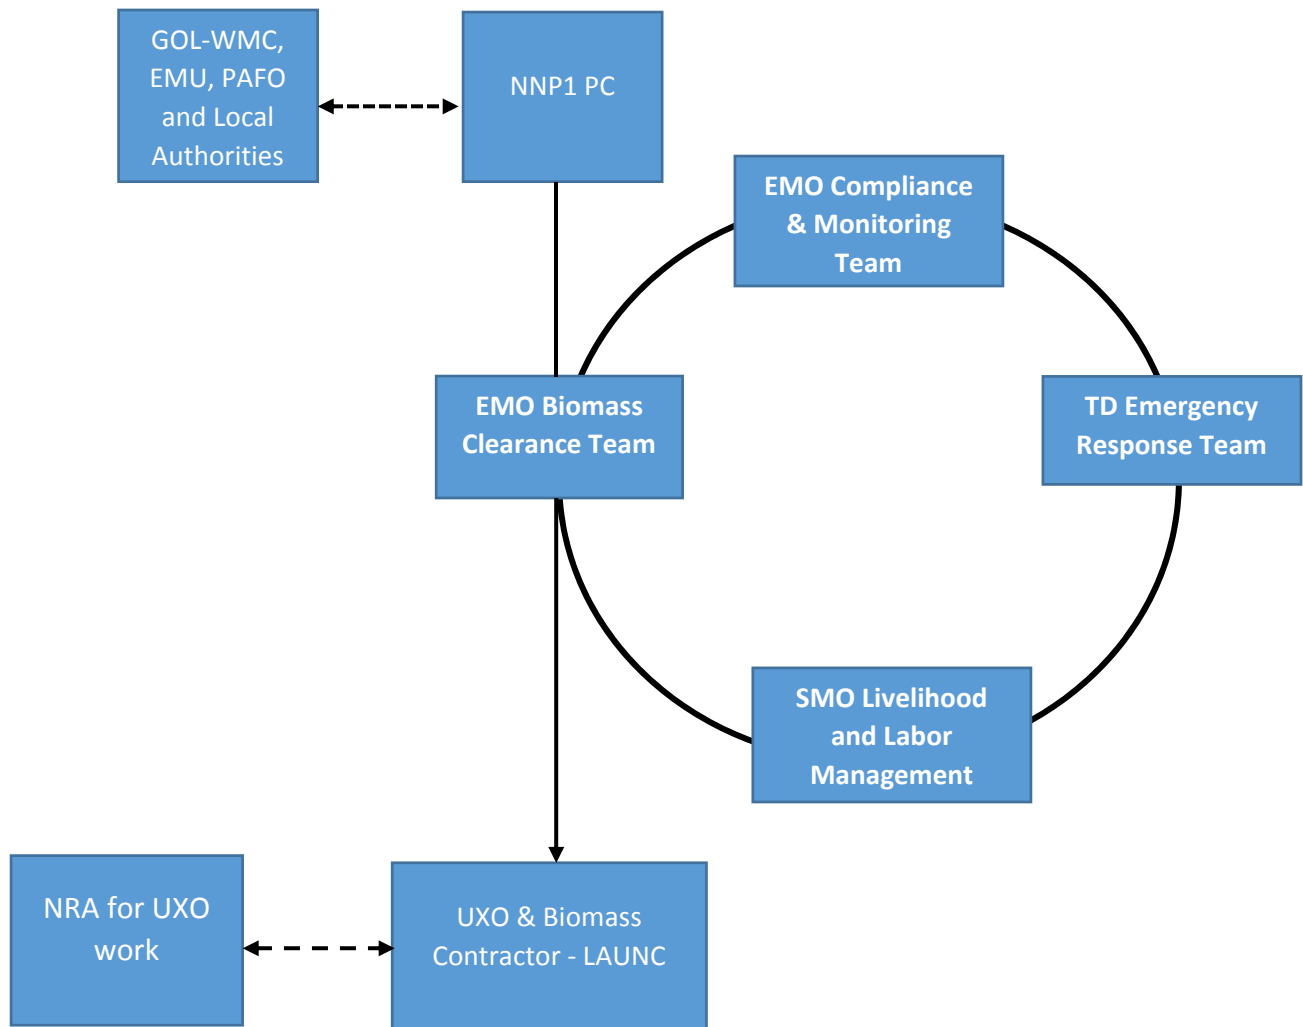 GOL-WMC,
EMU, PAFO
and Local
Authorities
NNP1 PC
EMO Compliance
& Monitoring
Team
EMO Biomass
Clearance Team
TD Emergency
Response Team
SMO Livelihood
and Labor
Management
NRA for UXO
work
UXO & Biomass
Contractor - LAUNC